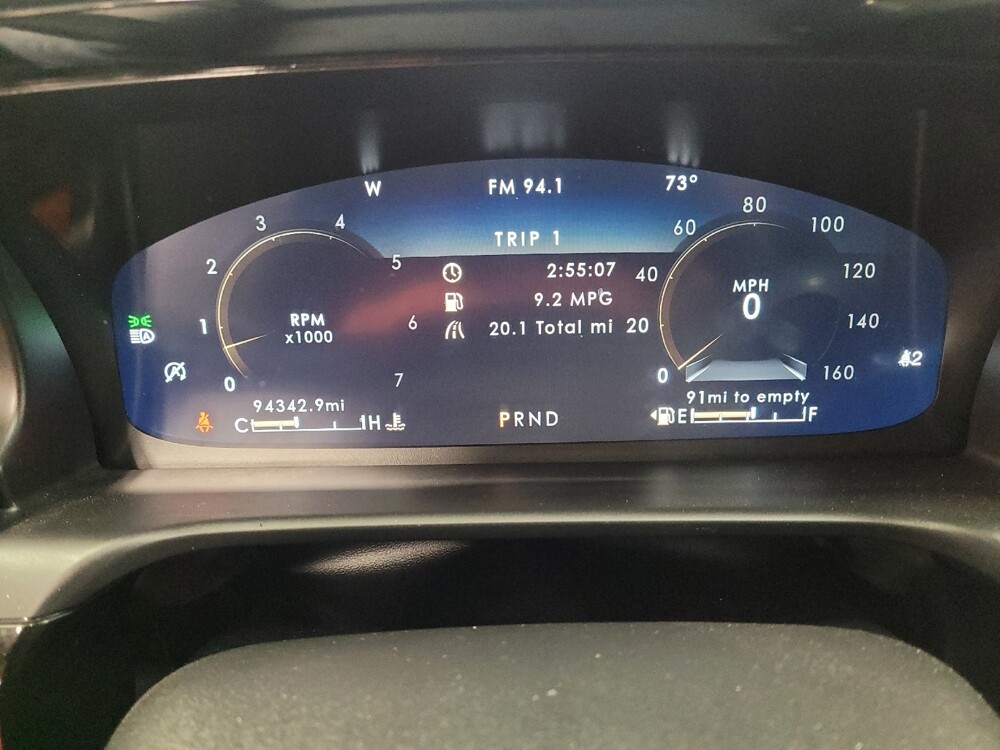 W FM 94.1 73°
TRIP 1
2:55:07
9.2 MPG
20.1 Total mi
0 1 2 3 4 5 6 7
RPM
x1000
0 20 40 60 80 100 120 140 160
MPH
0
A
A
2
94342.9mi
C H
PRND
91mi to empty
E F